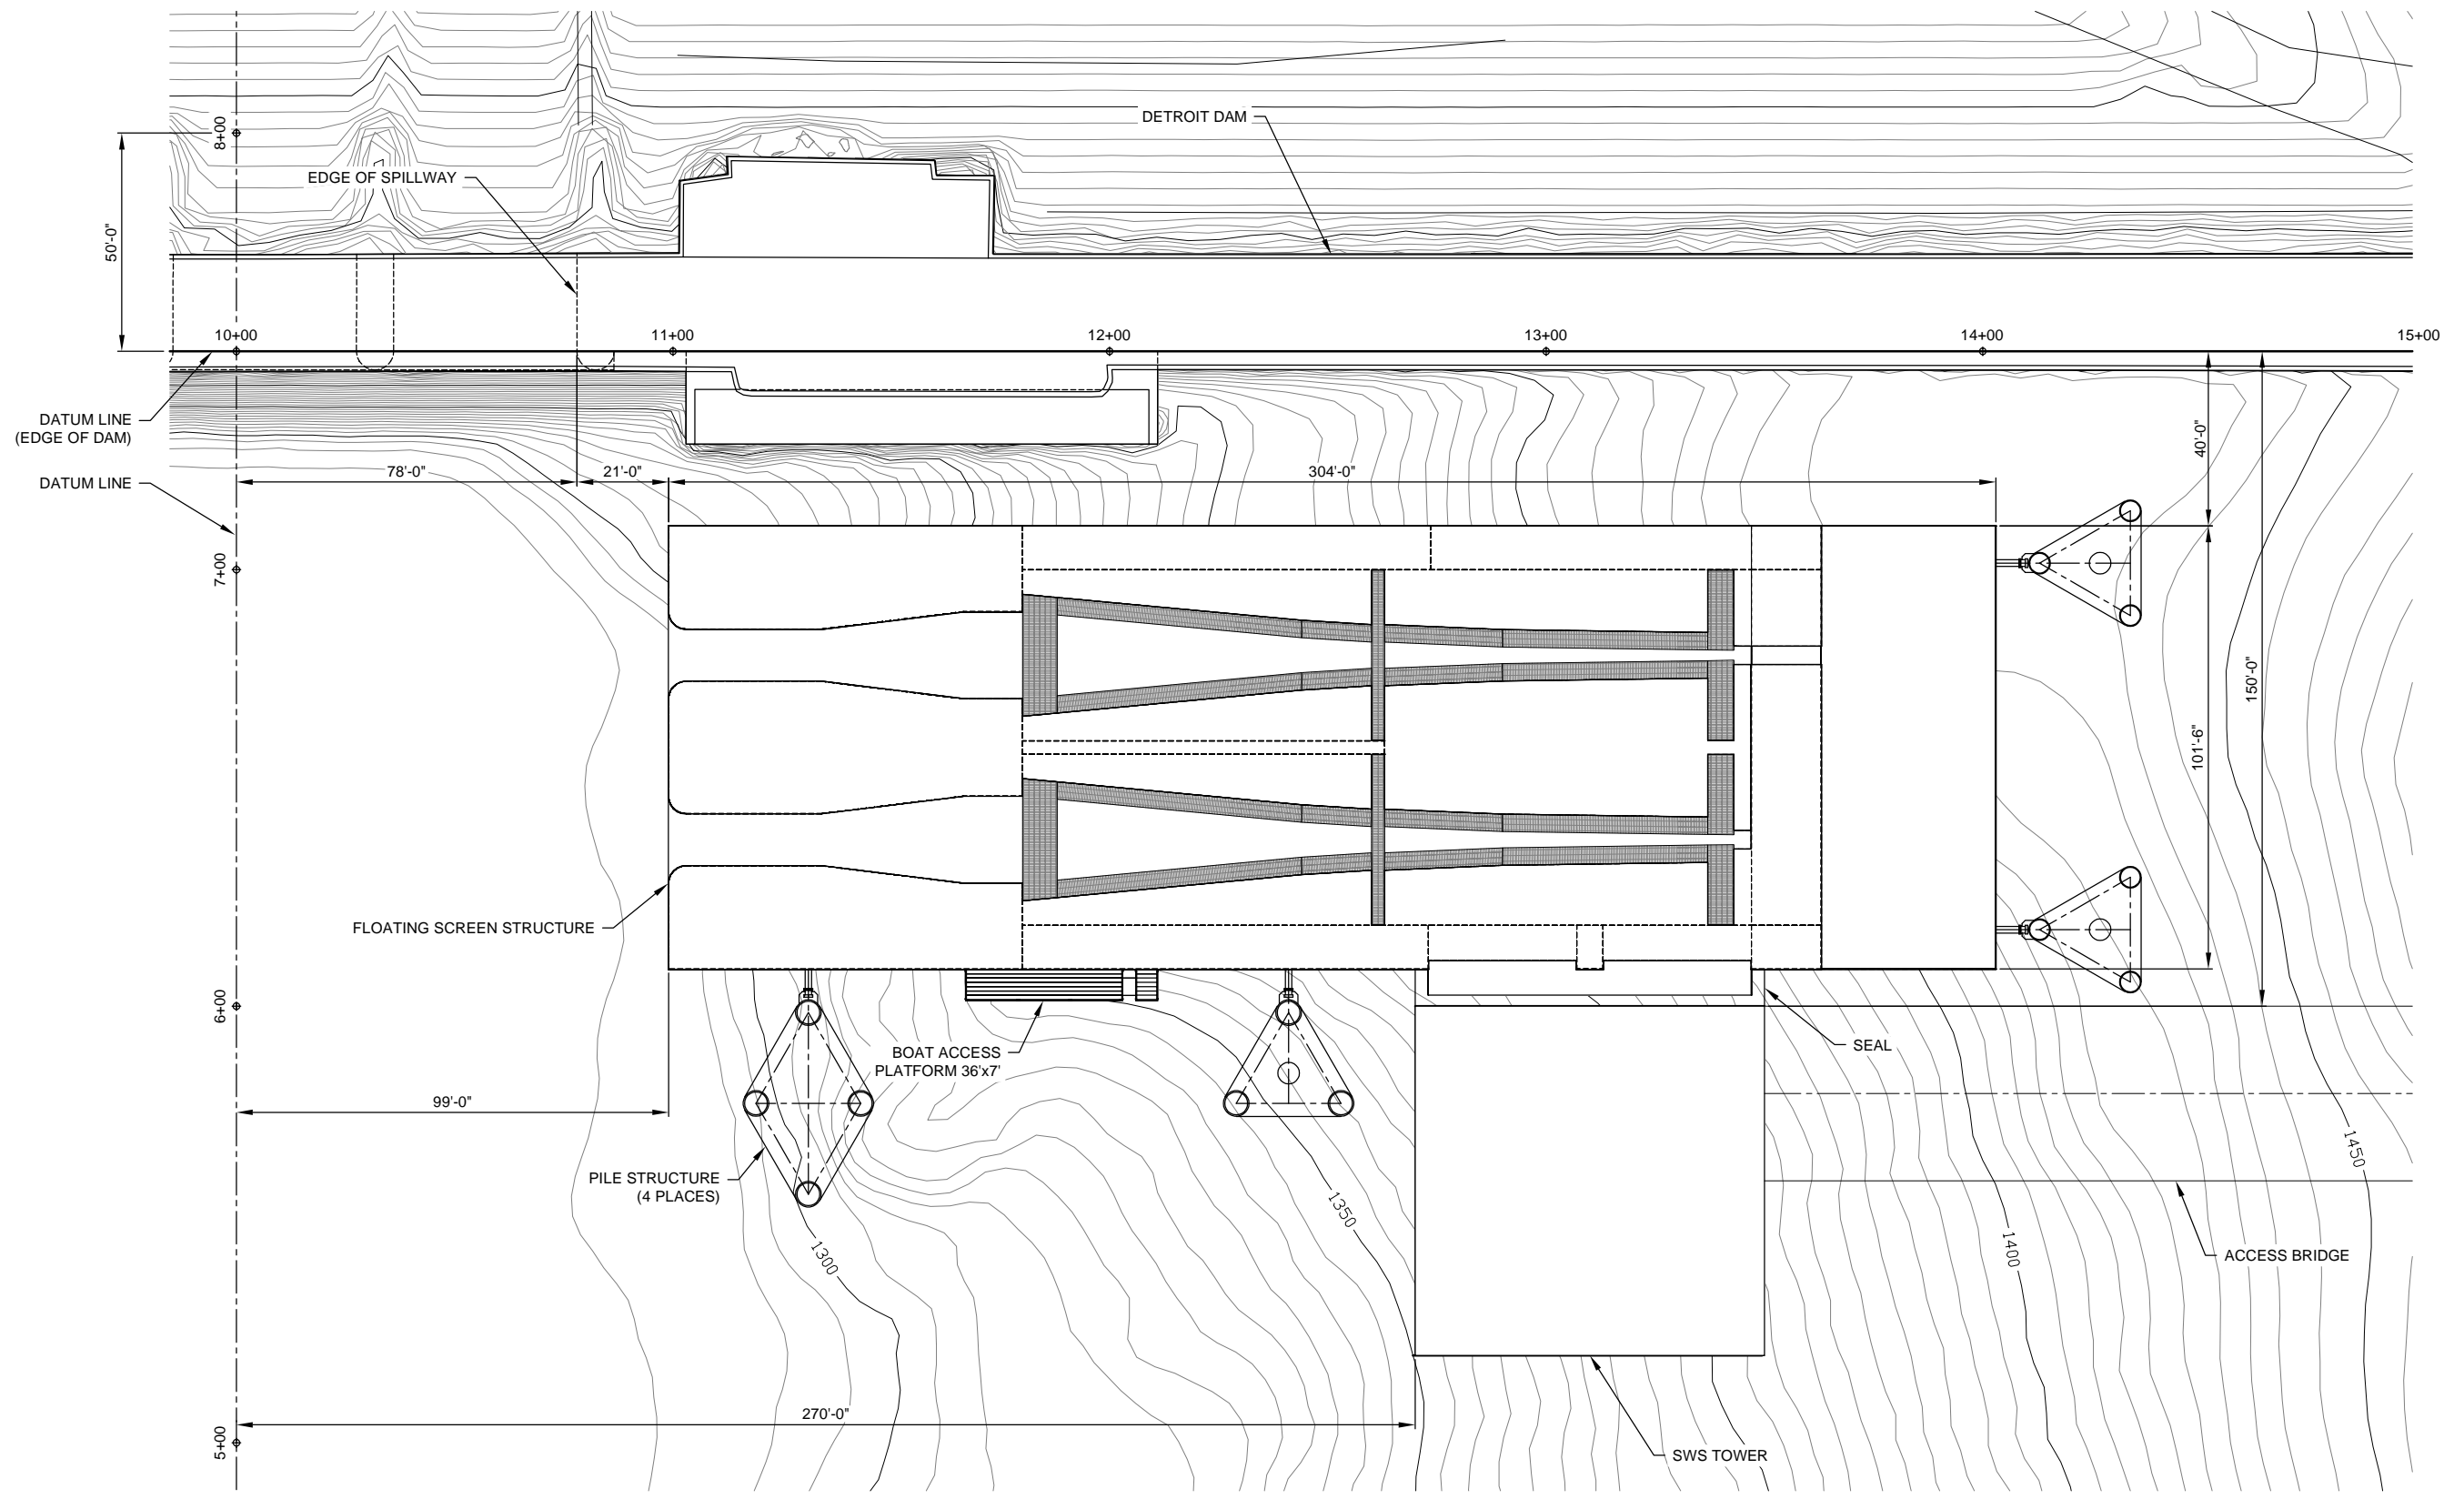 DETROIT DAM
8+00
EDGE OF SPILLWAY
50'-0"
10+00
11+00
12+00
13+00
14+00
15+00
DATUM LINE
(EDGE OF DAM)
40'-0"
78'-0"
21'-0"
304'-0"
DATUM LINE
7+00
150'-0"
101'-6"
FLOATING SCREEN STRUCTURE
6+00
SEAL
BOAT ACCESS
PLATFORM 36'x7'
99'-0"
1450
PILE STRUCTURE
(4 PLACES)
1350
1300
1400
ACCESS BRIDGE
270'-0"
5+00
SWS TOWER